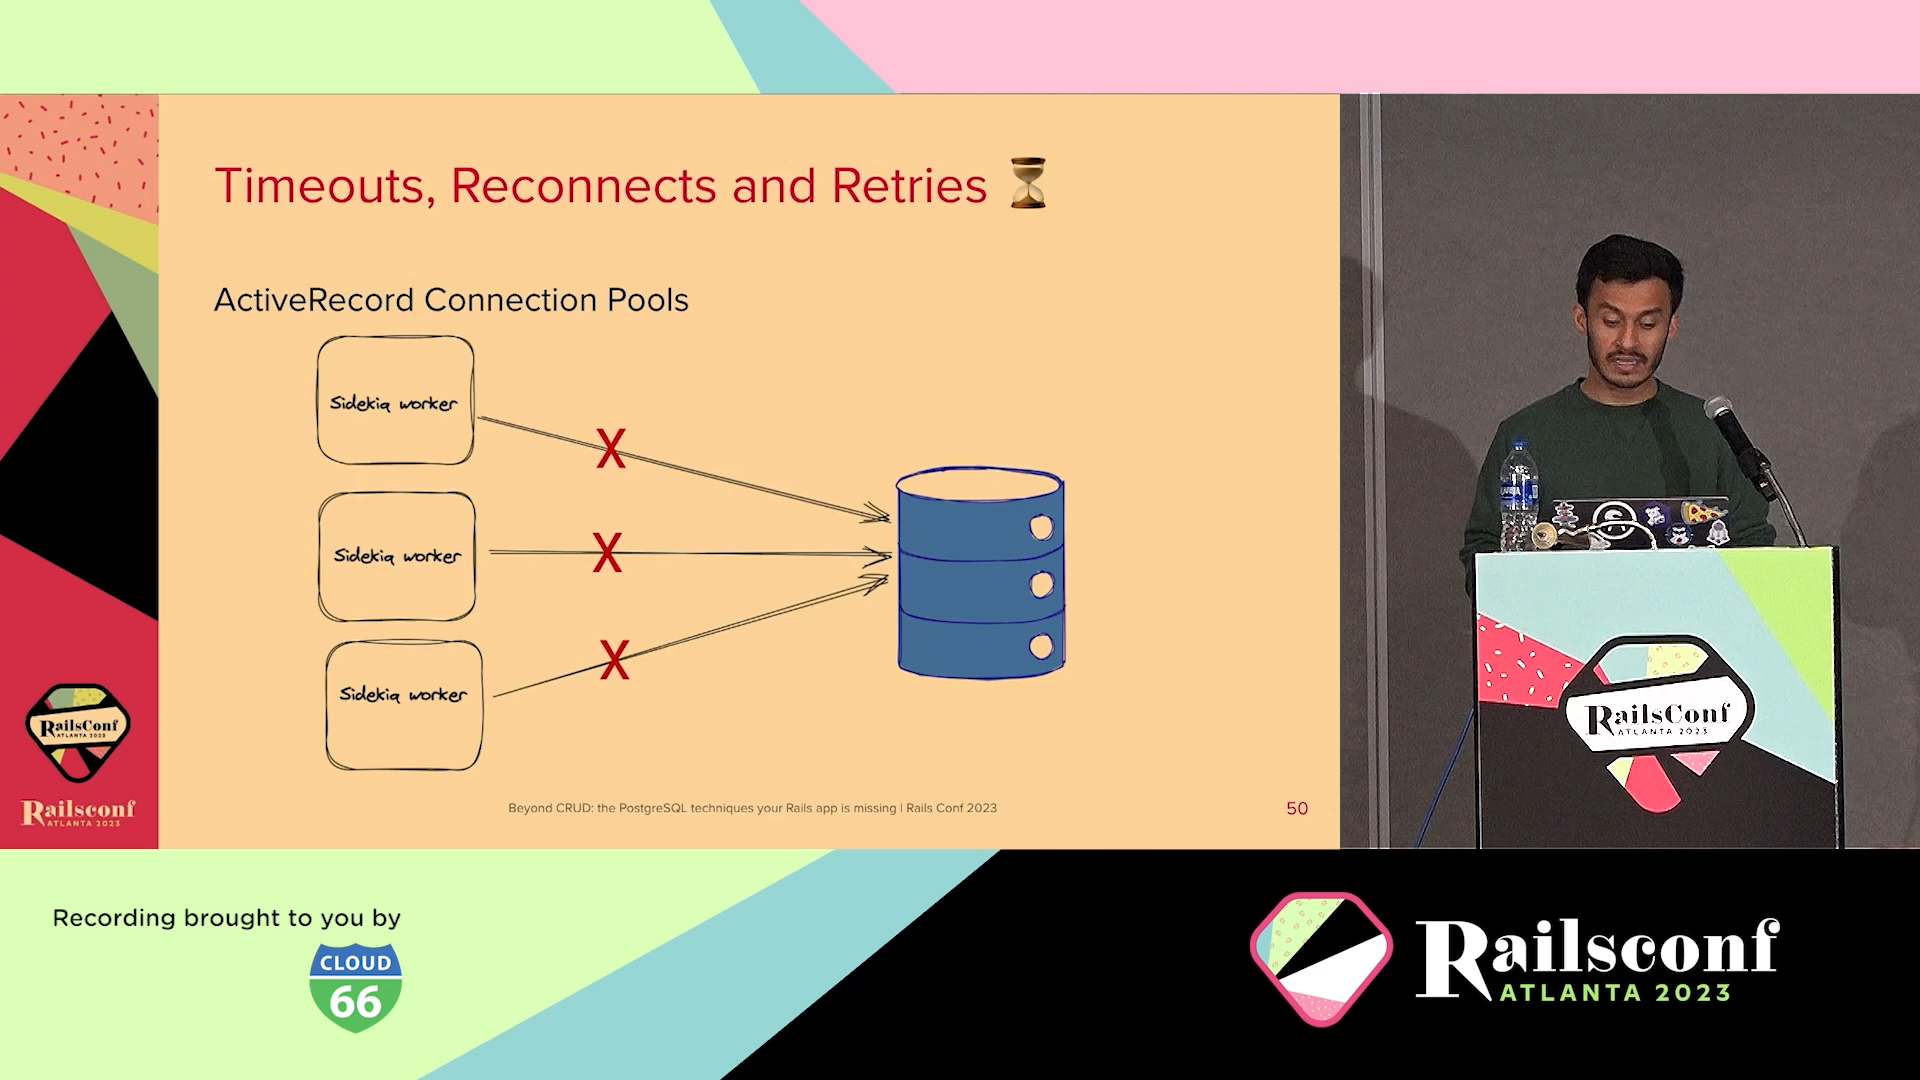 Timeouts, Reconnects and Retries ⏳
ActiveRecord Connection Pools
Sidekiq worker
X
Sidekiq worker
X
Sidekiq worker
X
Beyond CRUD: the PostgreSQL techniques your Rails app is missing | Rails Conf 2023
50
RailsConf
ATLANTA 2023
Railsconf
ATLANTA 2023
RailsConf
ATLANTA 2023
Recording brought to you by
CLOUD
66
Railsconf
ATLANTA 2023